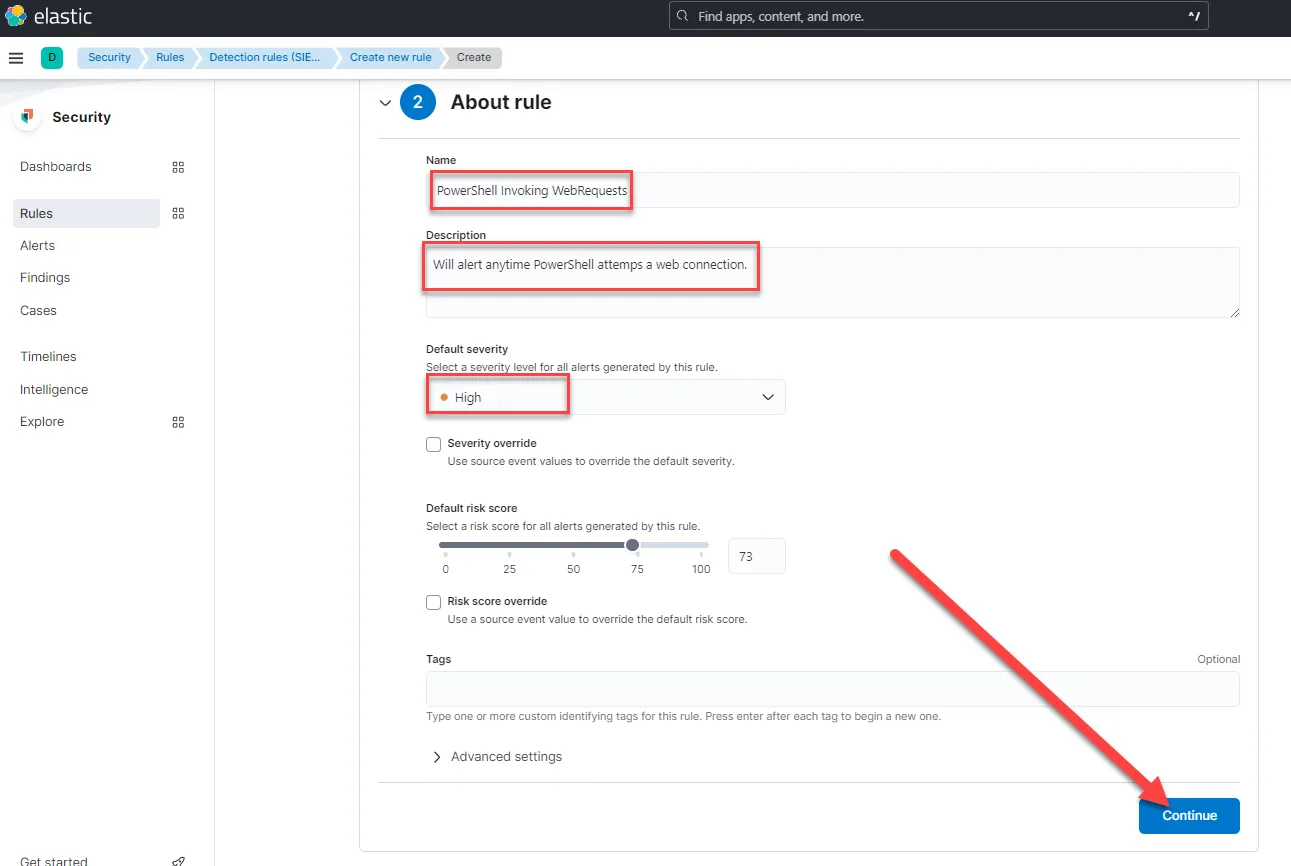 elastic
Find apps, content, and more.
^/
D
Security
Rules
Detection rules (SIE...
Create new rule
Create
Security
Dashboards
Rules
Alerts
Findings
Cases
Timelines
Intelligence
Explore
Get started
2
About rule
Name
PowerShell Invoking WebRequests
Description
Will alert anytime PowerShell attemps a web connection.
Default severity
Select a severity level for all alerts generated by this rule.
High
Severity override
Use source event values to override the default severity.
Default risk score
Select a risk score for all alerts generated by this rule.
0 25 50 75 100
73
Risk score override
Use a source event value to override the default risk score.
Tags
Optional
Type one or more custom identifying tags for this rule. Press enter after each tag to begin a new one.
Advanced settings
Continue